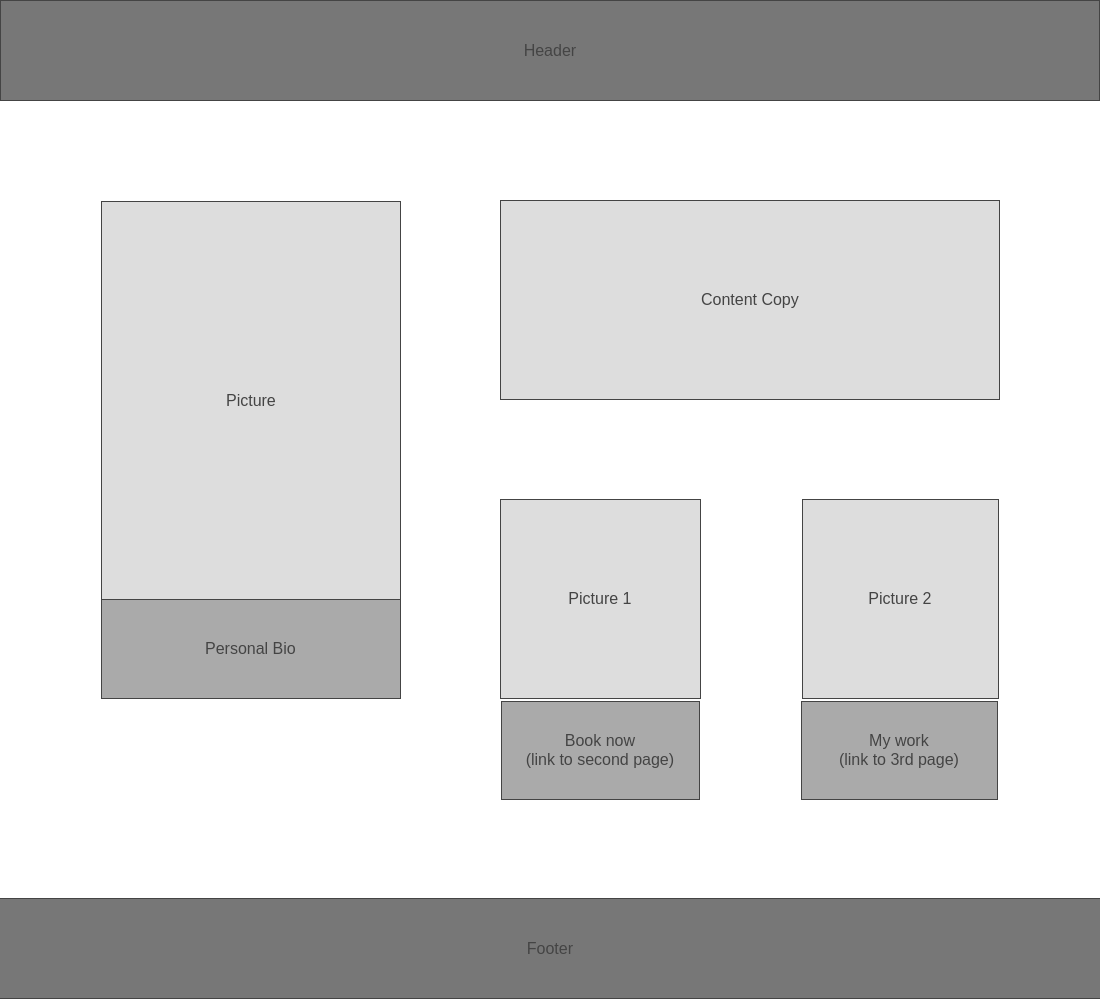 Header
Picture
Personal Bio
Content Copy
Picture 1
Book now
(link to second page)
Picture 2
My work
(link to 3rd page)
Footer